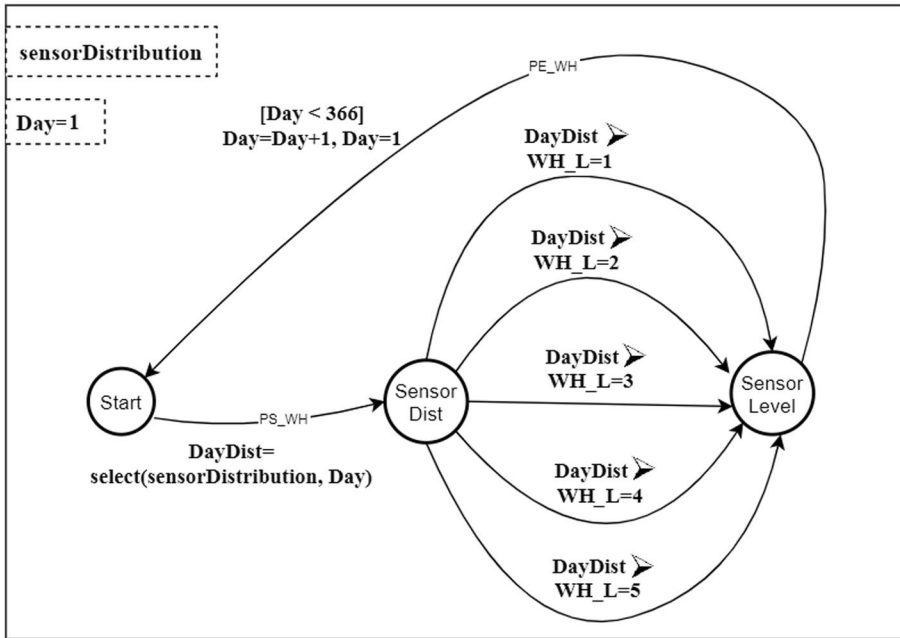 sensorDistribution
Day=1
PE_WH
[Day < 366]
Day=Day+1, Day=1
DayDist
WH_L=1
DayDist
WH_L=2
DayDist
WH_L=3
Start
PS_WH
Sensor
Dist
Sensor
Level
DayDist=
select(sensorDistribution, Day)
DayDist
WH_L=4
DayDist
WH_L=5